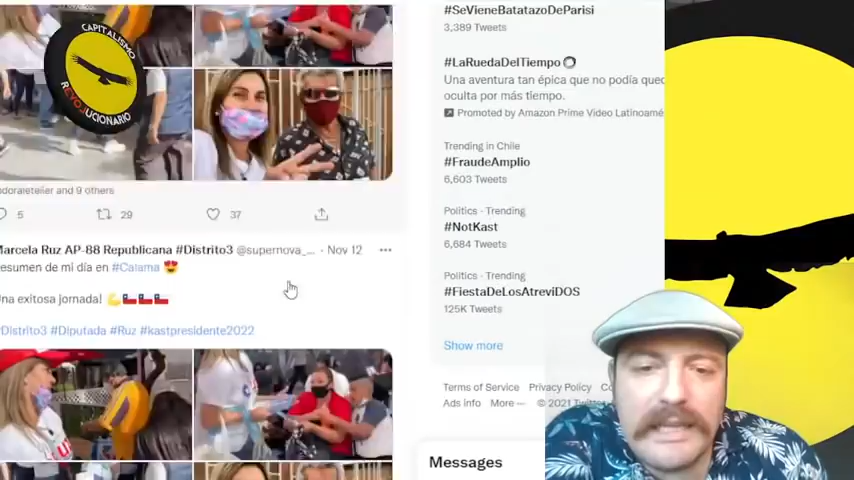 CAPITALISMO
REVOLUCIONARIO
and 9 others
5
29
37
Marcela Ruz AP-88 Republicana #Distrito3 @supernova_... · Nov 12
esumen de mi día en #Calama
na exitosa jornada!
Distrito3 #Diputada #Ruz #kastpresidente2022
#SeVieneBatatazoDeParisi
3,389 Tweets
#LaRuedaDelTiempo
Una aventura tan épica que no podía qued
oculta por más tiempo.
Promoted by Amazon Prime Video Latinoamé
Trending in Chile
#FraudeAmplio
6,603 Tweets
Politics · Trending
#NotKast
6,684 Tweets
Politics · Trending
#FiestaDeLosAtreviDOS
125K Tweets
Show more
Terms of Service Privacy Policy Co
Ads info More ··· © 2021 Twitte
Messages